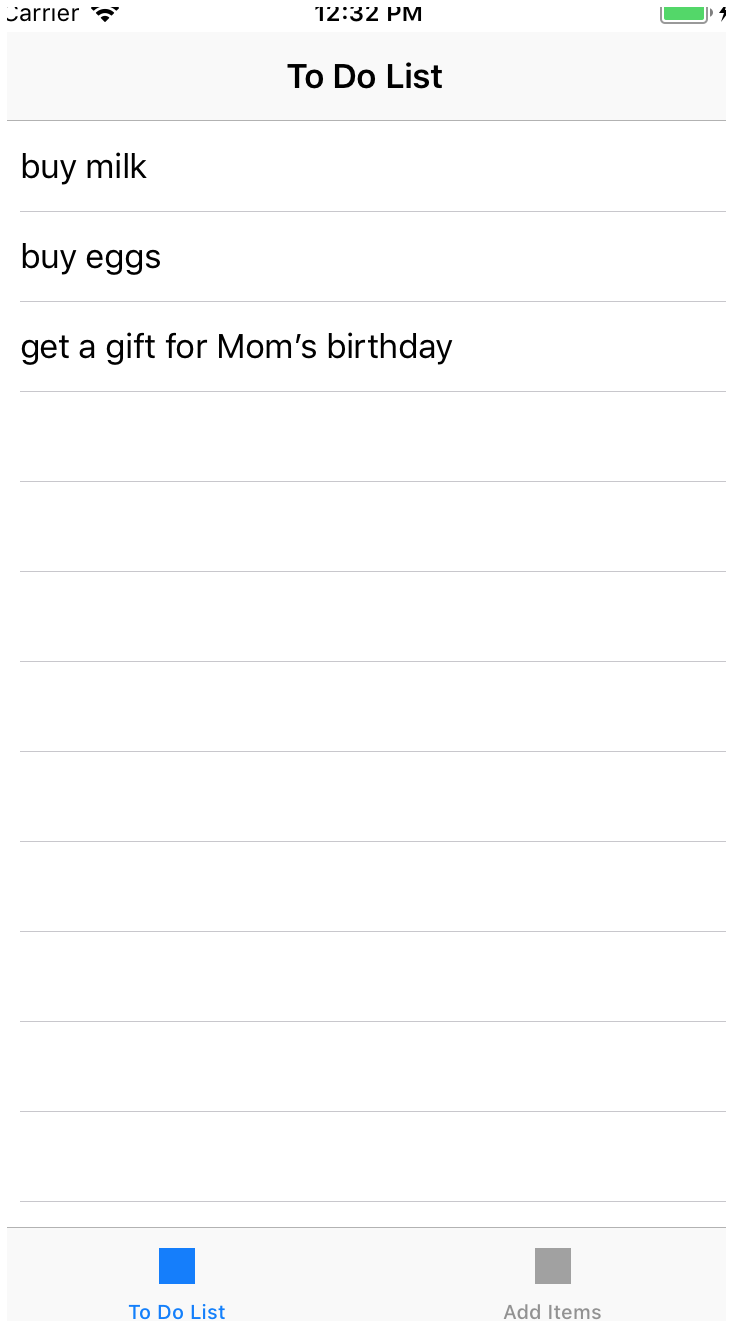 Carrier 12:32 PM
To Do List
buy milk
buy eggs
get a gift for Mom’s birthday
To Do List
Add Items